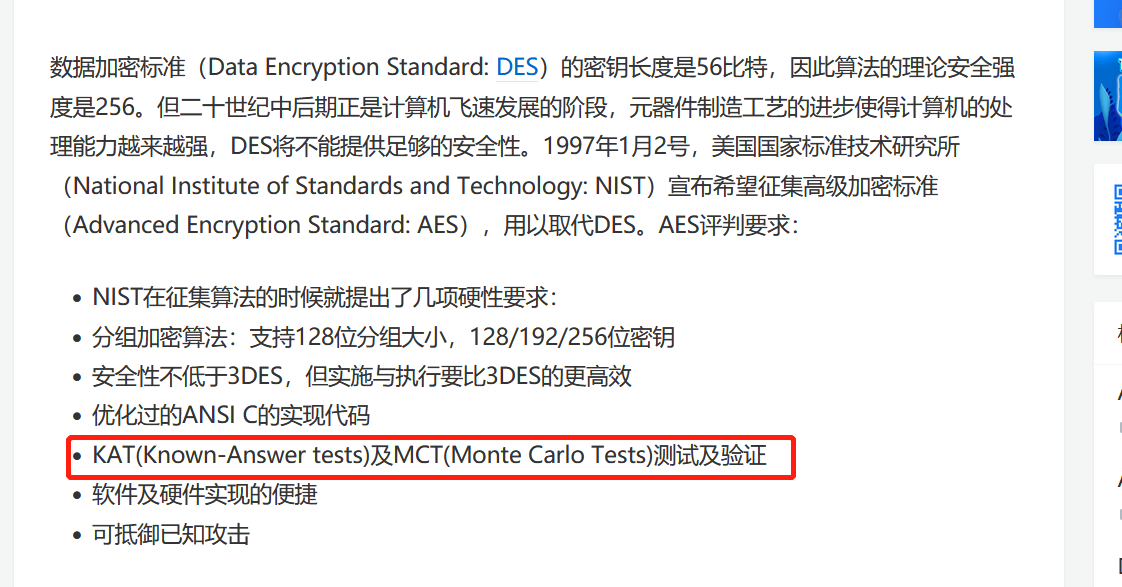 数据加密标准（Data Encryption Standard: DES）的密钥长度是56比特，因此算法的理论安全强
度是256。但二十世纪中后期正是计算机飞速发展的阶段，元器件制造工艺的进步使得计算机的处
理能力越来越强，DES将不能提供足够的安全性。1997年1月2号，美国国家标准技术研究所
（National Institute of Standards and Technology: NIST）宣布希望征集高级加密标准
（Advanced Encryption Standard: AES），用以取代DES。AES评判要求：
• NIST在征集算法的时候就提出了几项硬性要求：
• 分组加密算法：支持128位分组大小，128/192/256位密钥
• 安全性不低于3DES，但实施与执行要比3DES的更高效
• 优化过的ANSI C的实现代码
• KAT(Known-Answer tests)及MCT(Monte Carlo Tests)测试及验证
• 软件及硬件实现的便捷
• 可抵御已知攻击